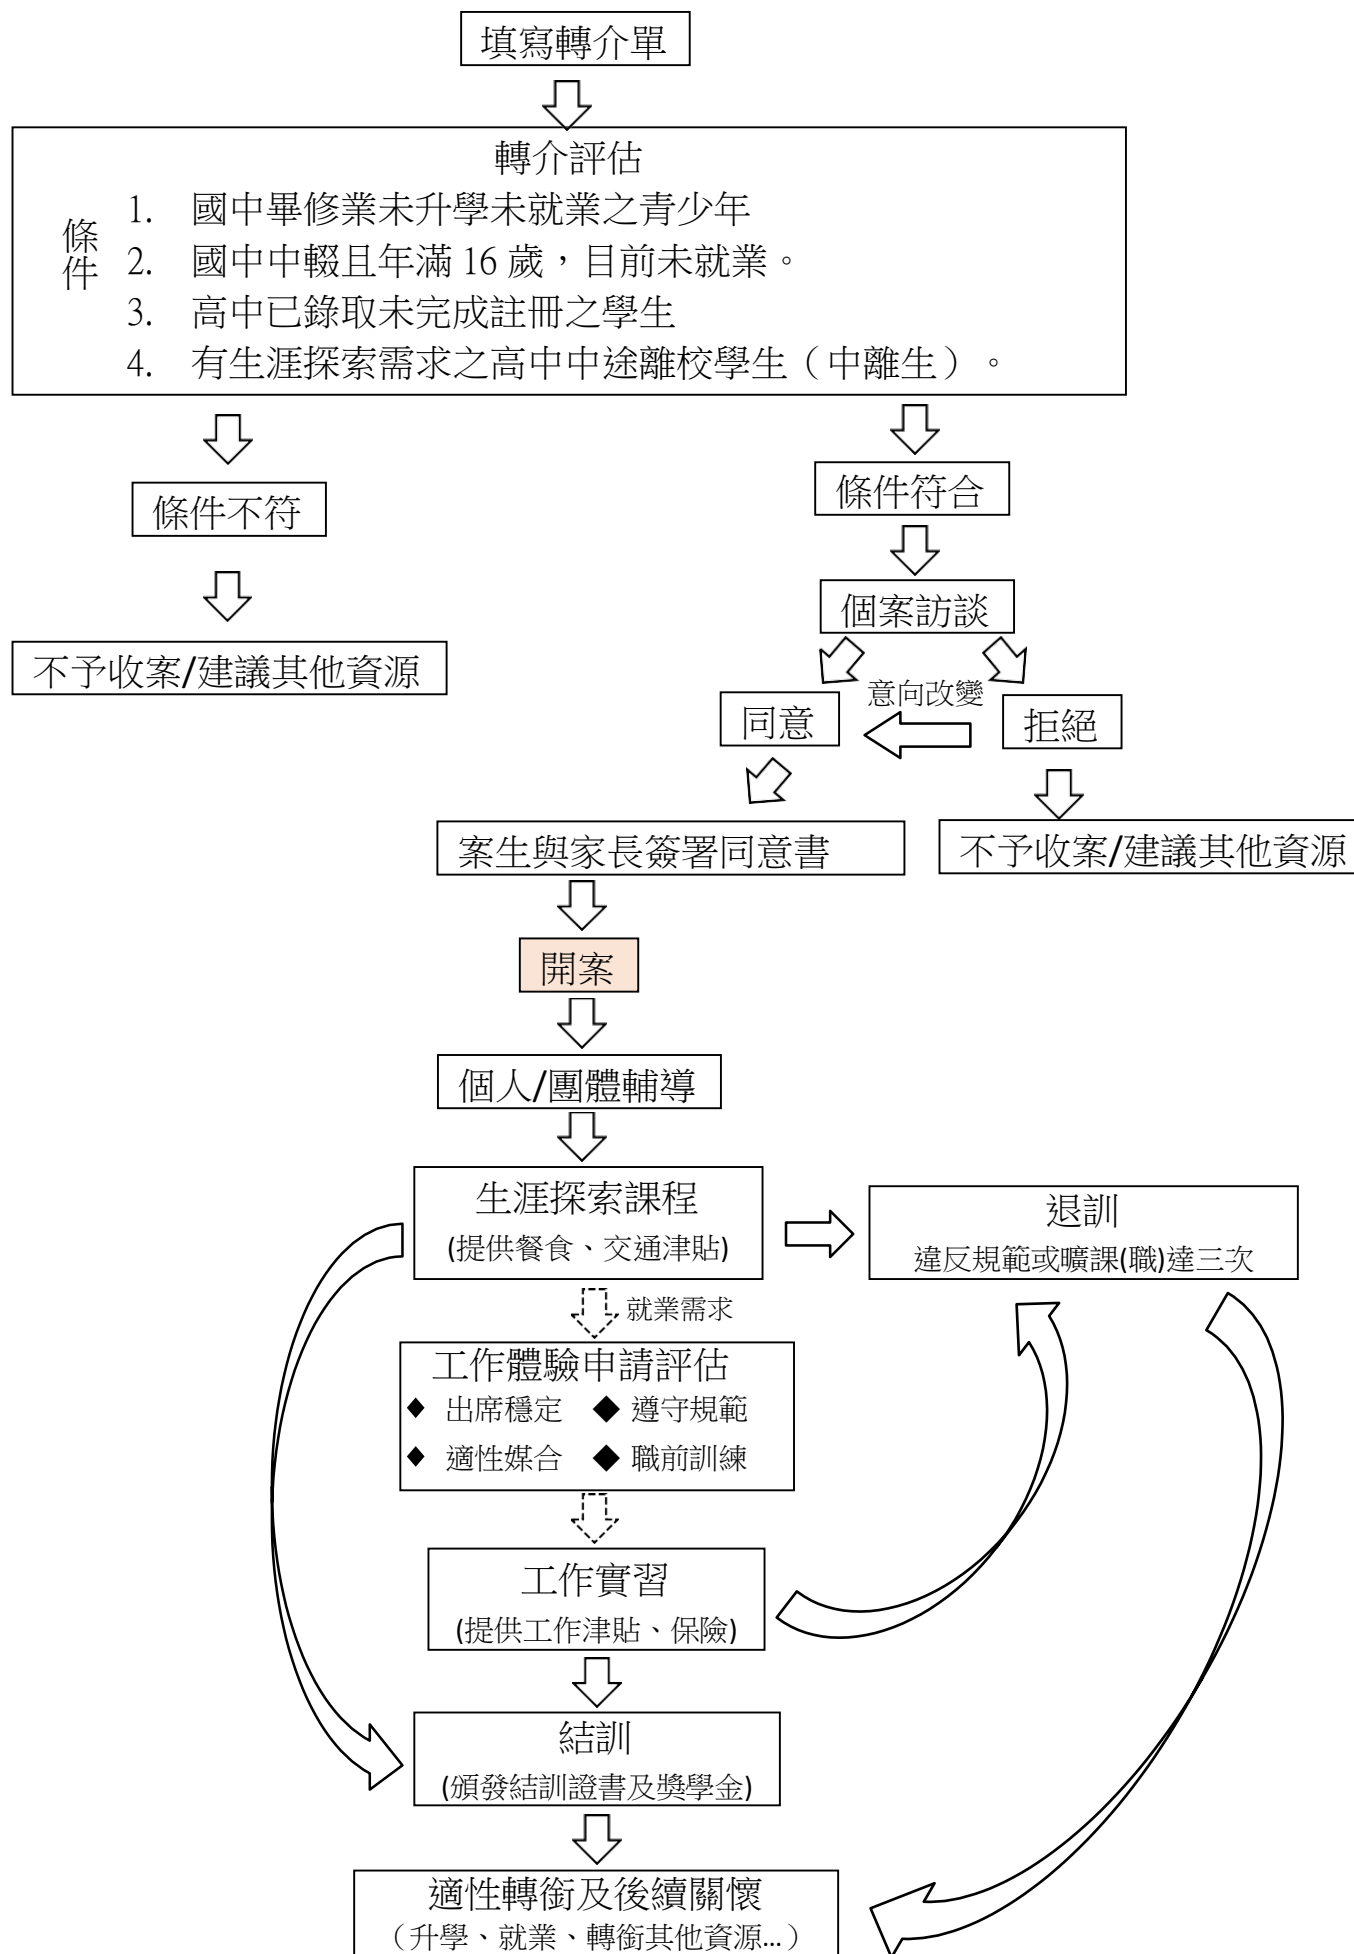 填寫轉介單
轉介評估
條件
1. 國中畢修業未升學未就業之青少年
2. 國中中輟且年滿 16 歲，目前未就業。
3. 高中已錄取未完成註冊之學生
4. 有生涯探索需求之高中中途離校學生（中離生）。
條件不符
條件符合
個案訪談
不予收案/建議其他資源
意向改變
同意
拒絕
案生與家長簽署同意書
不予收案/建議其他資源
開案
個人/團體輔導
生涯探索課程
(提供餐食、交通津貼)
退訓
違反規範或曠課(職)達三次
就業需求
工作體驗申請評估
♦ 出席穩定 ◆ 遵守規範
♦ 適性媒合 ◆ 職前訓練
工作實習
(提供工作津貼、保險)
結訓
(頒發結訓證書及獎學金)
適性轉銜及後續關懷
（升學、就業、轉銜其他資源…）